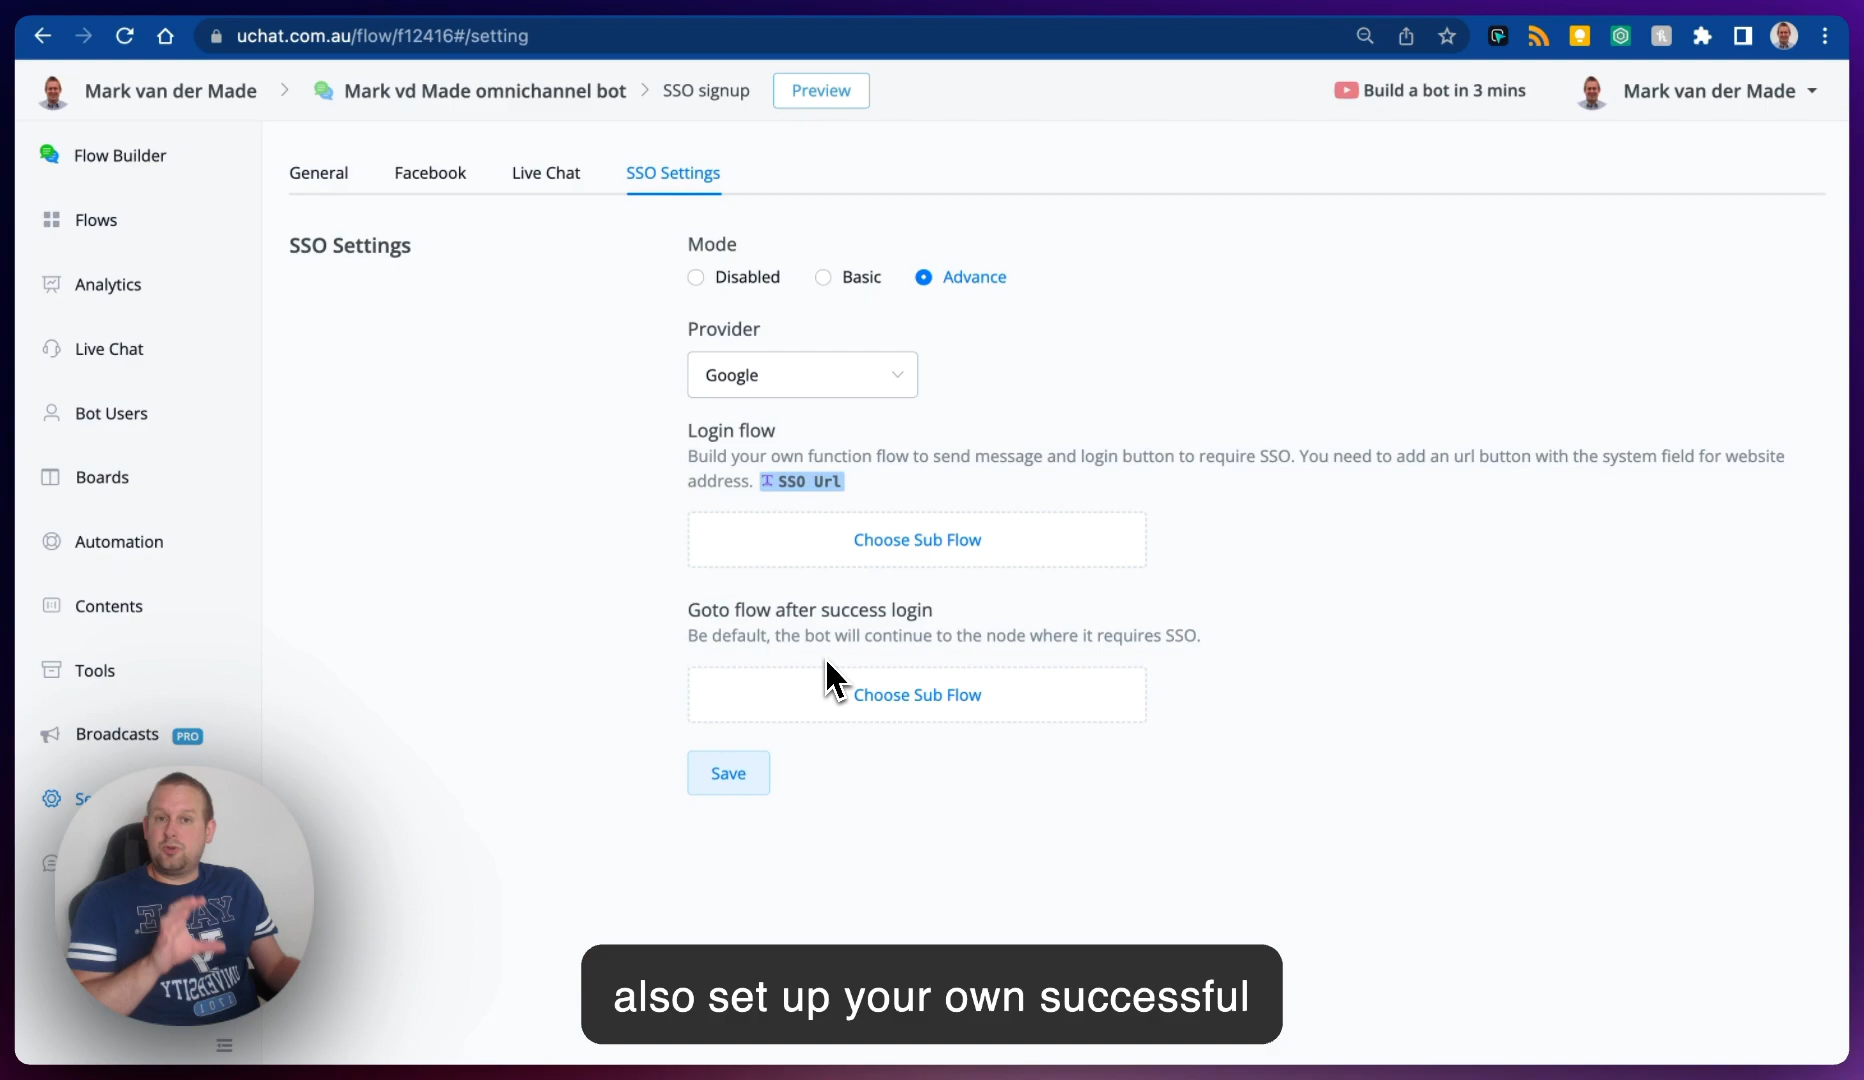 uchat.com.au/flow/f12416#/setting
Mark van der Made
Mark vd Made omnichannel bot
SSO signup
Preview
Build a bot in 3 mins
Mark van der Made
Flow Builder
Flows
Analytics
Live Chat
Bot Users
Boards
Automation
Contents
Tools
Broadcasts PRO
General
Facebook
Live Chat
SSO Settings
SSO Settings
Mode
Disabled
Basic
Advance
Provider
Google
Login flow
Build your own function flow to send message and login button to require SSO. You need to add an url button with the system field for website
address. SSO Url
Choose Sub Flow
Goto flow after success login
Be default, the bot will continue to the node where it requires SSO.
Choose Sub Flow
Save
also set up your own successful